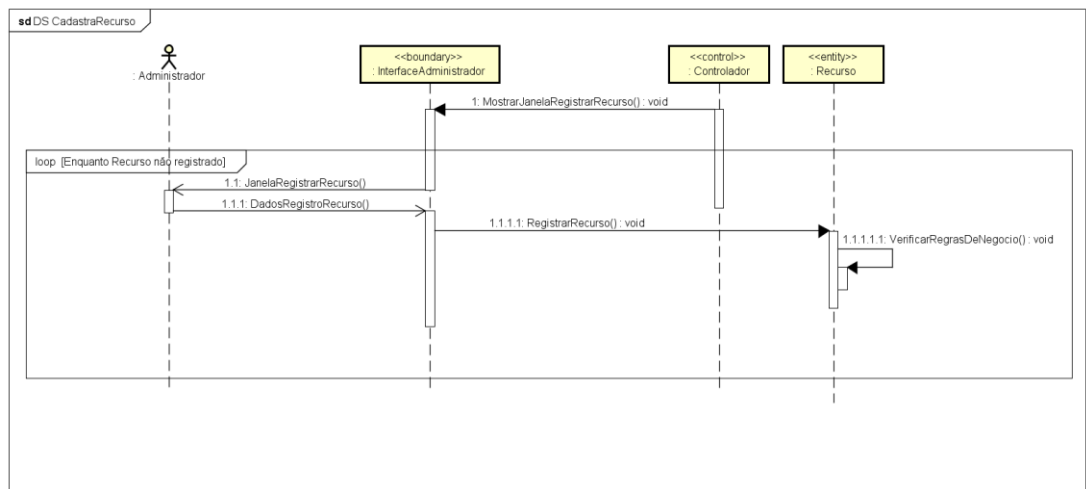 sd DS CadastraRecurso
: Administrador
<<boundary>>
: InterfaceAdministrador
<<control>>
: Controlador
<<entity>>
: Recurso
1: MostrarJanelaRegistrarRecurso() : void
loop [Enquanto Recurso não registrado]
1.1: JanelaRegistrarRecurso()
1.1.1: DadosRegistroRecurso()
1.1.1.1: RegistrarRecurso() : void
1.1.1.1.1: VerificarRegrasDeNegocio() : void